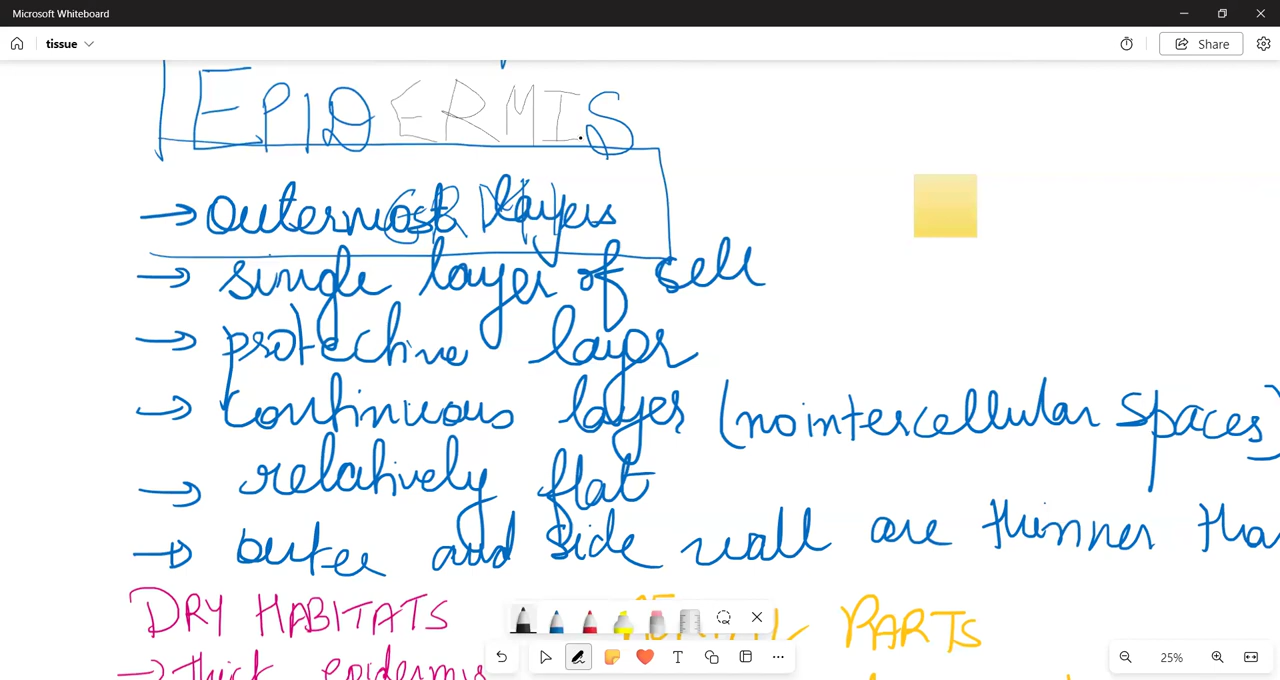 Microsoft Whiteboard
tissue
Share
EPIDERMIS
→ outermost layers
→ single layer of cell
→ protective layer
→ continuous layer (no intercellular spaces)
→ relatively flat
→ outer and side wall are thinner tha
DRY HABITATS
PARTS
→ thick epidermis
25%